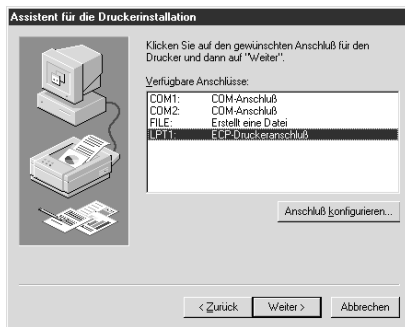 Assistent für die Druckerinstallation
Klicken Sie auf den gewünschten Anschluß für den
Drucker und dann auf "Weiter".
Verfügbare Anschlüsse:
COM1: COM-Anschluß
COM2: COM-Anschluß
FILE: Erstellt eine Datei
LPT1: ECP-Druckeranschluß
Anschluß konfigurieren...
< Zurück Weiter > Abbrechen